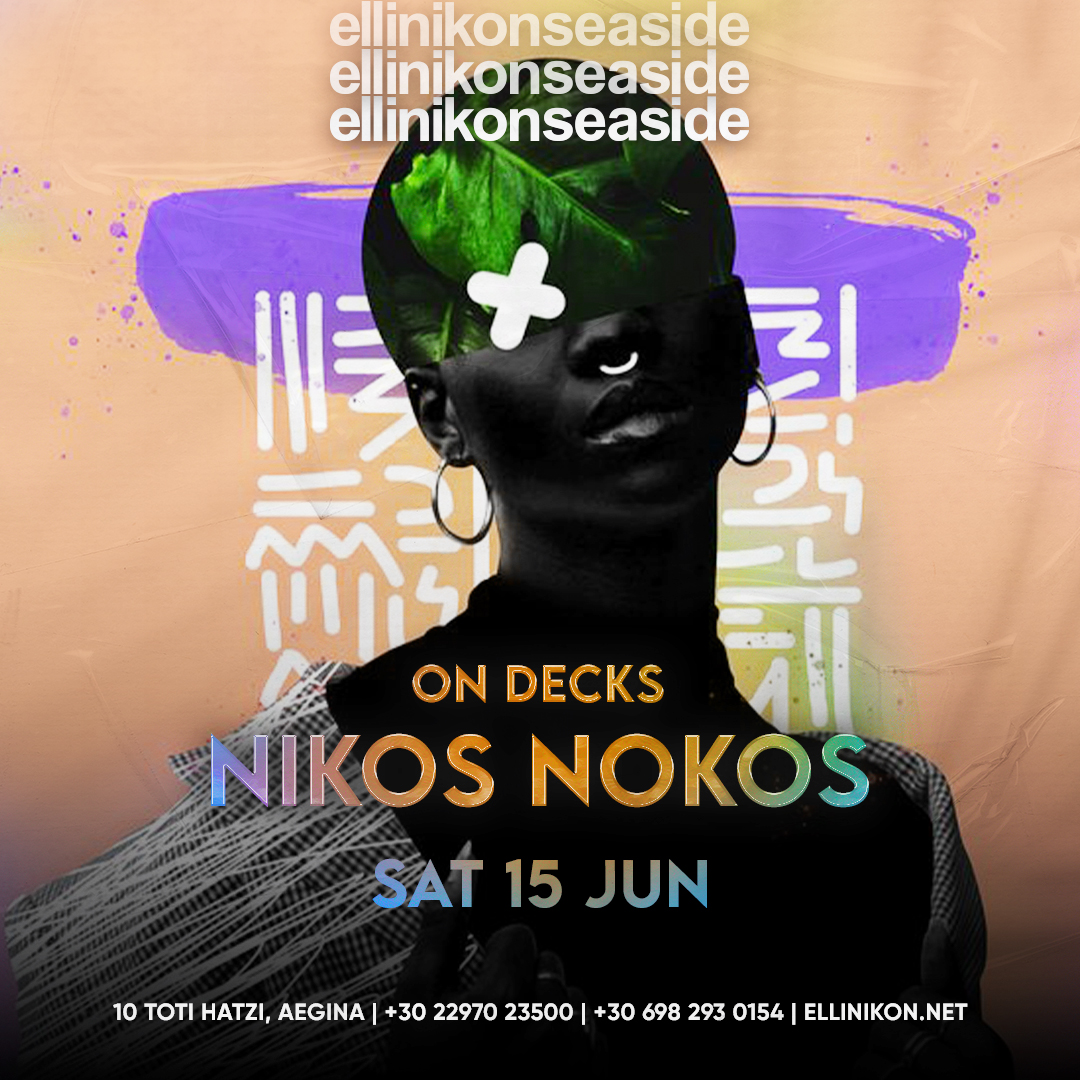 ellinikonseaside
ellinikonseaside
ellinikonseaside
ON DECKS
NIKOS NOKOS
SAT 15 JUN
10 TOTI HATZI, AEGINA | +30 22970 23500 | +30 698 293 0154 | ELLINIKON.NET